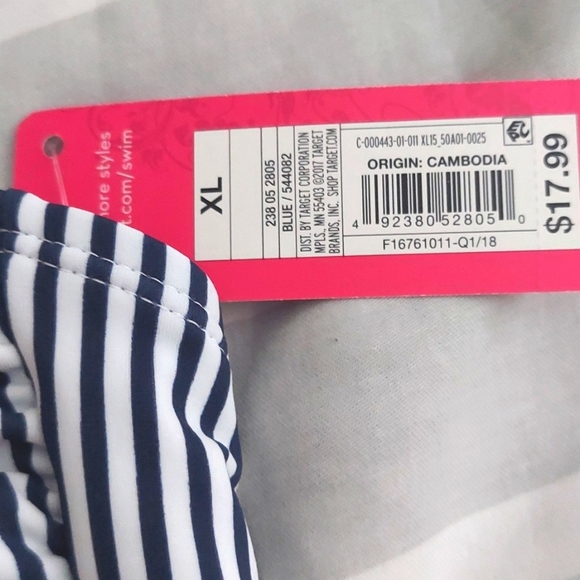 ore styles
t.com/swim
XL
238 05 2805
BLUE / 544082
DIST. BY TARGET CORPORATION
MPLS, MN 55403 ©2017 TARGET
BRANDS, INC. SHOP TARGET.COM
C-000443-01-011 XL15_50A01-0025
EPC
ORIGIN: CAMBODIA
4 92380 52805 0
F16761011-Q1/18
$17.99